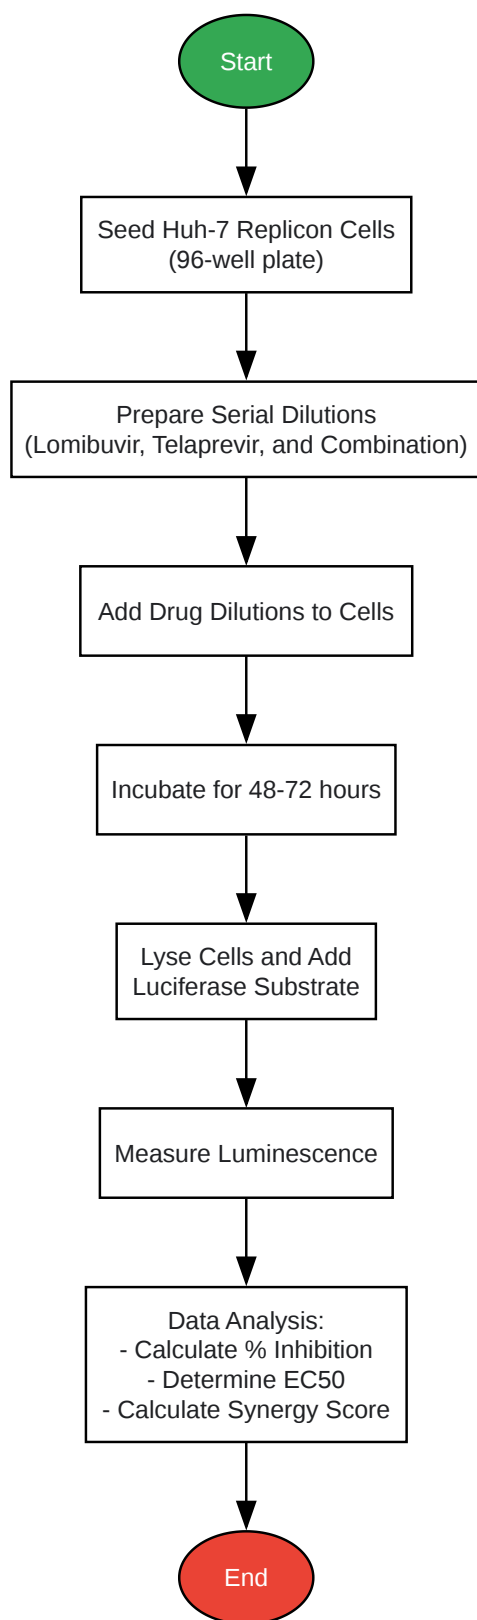 Start
Seed Huh-7 Replicon Cells
(96-well plate)
Prepare Serial Dilutions
(Lomibuvir, Telaprevir, and Combination)
Add Drug Dilutions to Cells
Incubate for 48-72 hours
Lyse Cells and Add
Luciferase Substrate
Measure Luminescence
Data Analysis:
- Calculate % Inhibition
- Determine EC50
- Calculate Synergy Score
End